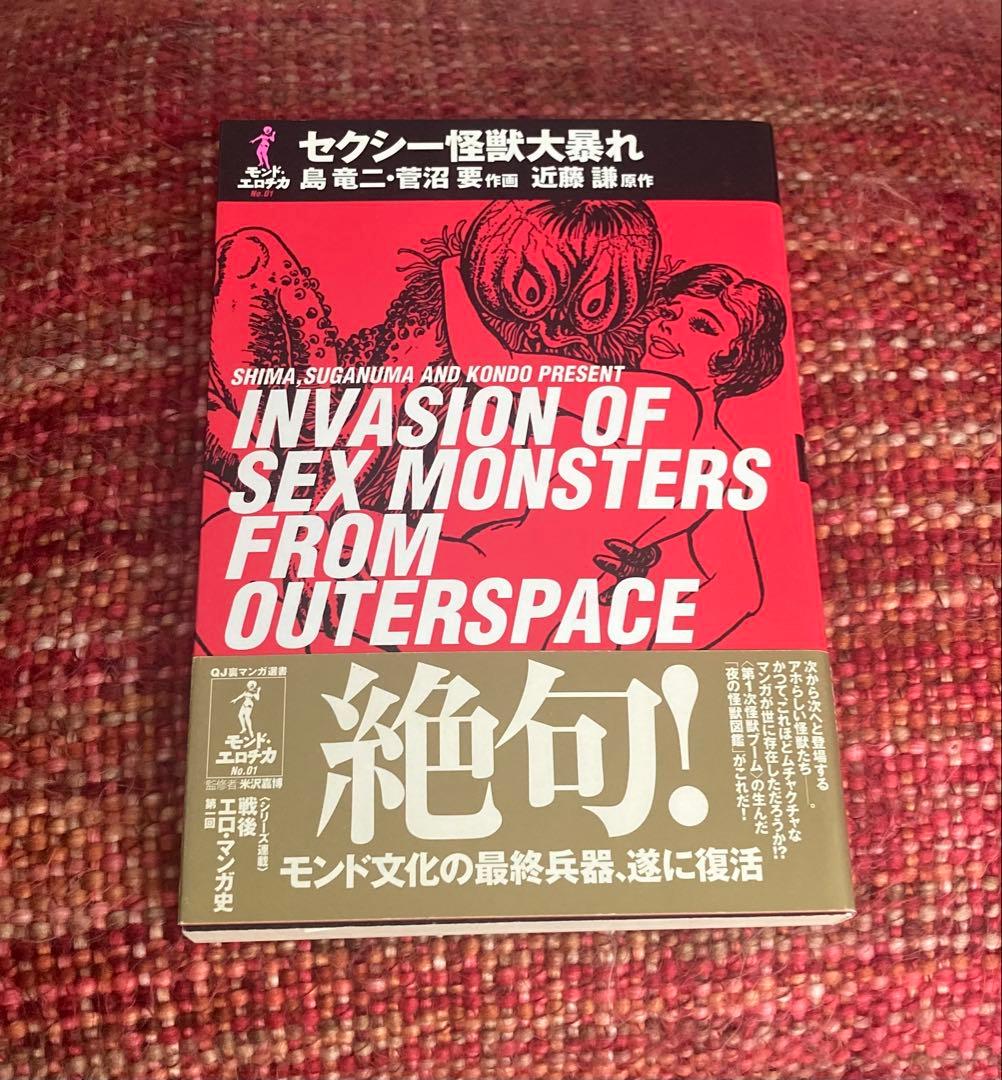 セクシー怪獣大暴れ
モンド・
エロチカ
No.01
島 竜二・菅沼 要作画 近藤 謙原作
SHIMA, SUGANUMA AND KONDO PRESENT
INVASION OF
SEX MONSTERS
FROM
OUTERSPACE
QJ裏マンガ選書
モンド・
エロチカ
No.01
監修者 米沢嘉博
〈シリーズ連載〉
戦後
エロ・マンガ史
第一回
絶句!
次から次へと登場する
アホらしい怪獣たち——。
かつて、これほどムチャクチャな
マンガが世に存在しただろうか!?
〈第1次怪獣ブーム〉の生んだ
「夜の怪獣図鑑」がこれだ!
モンド文化の最終兵器、遂に復活